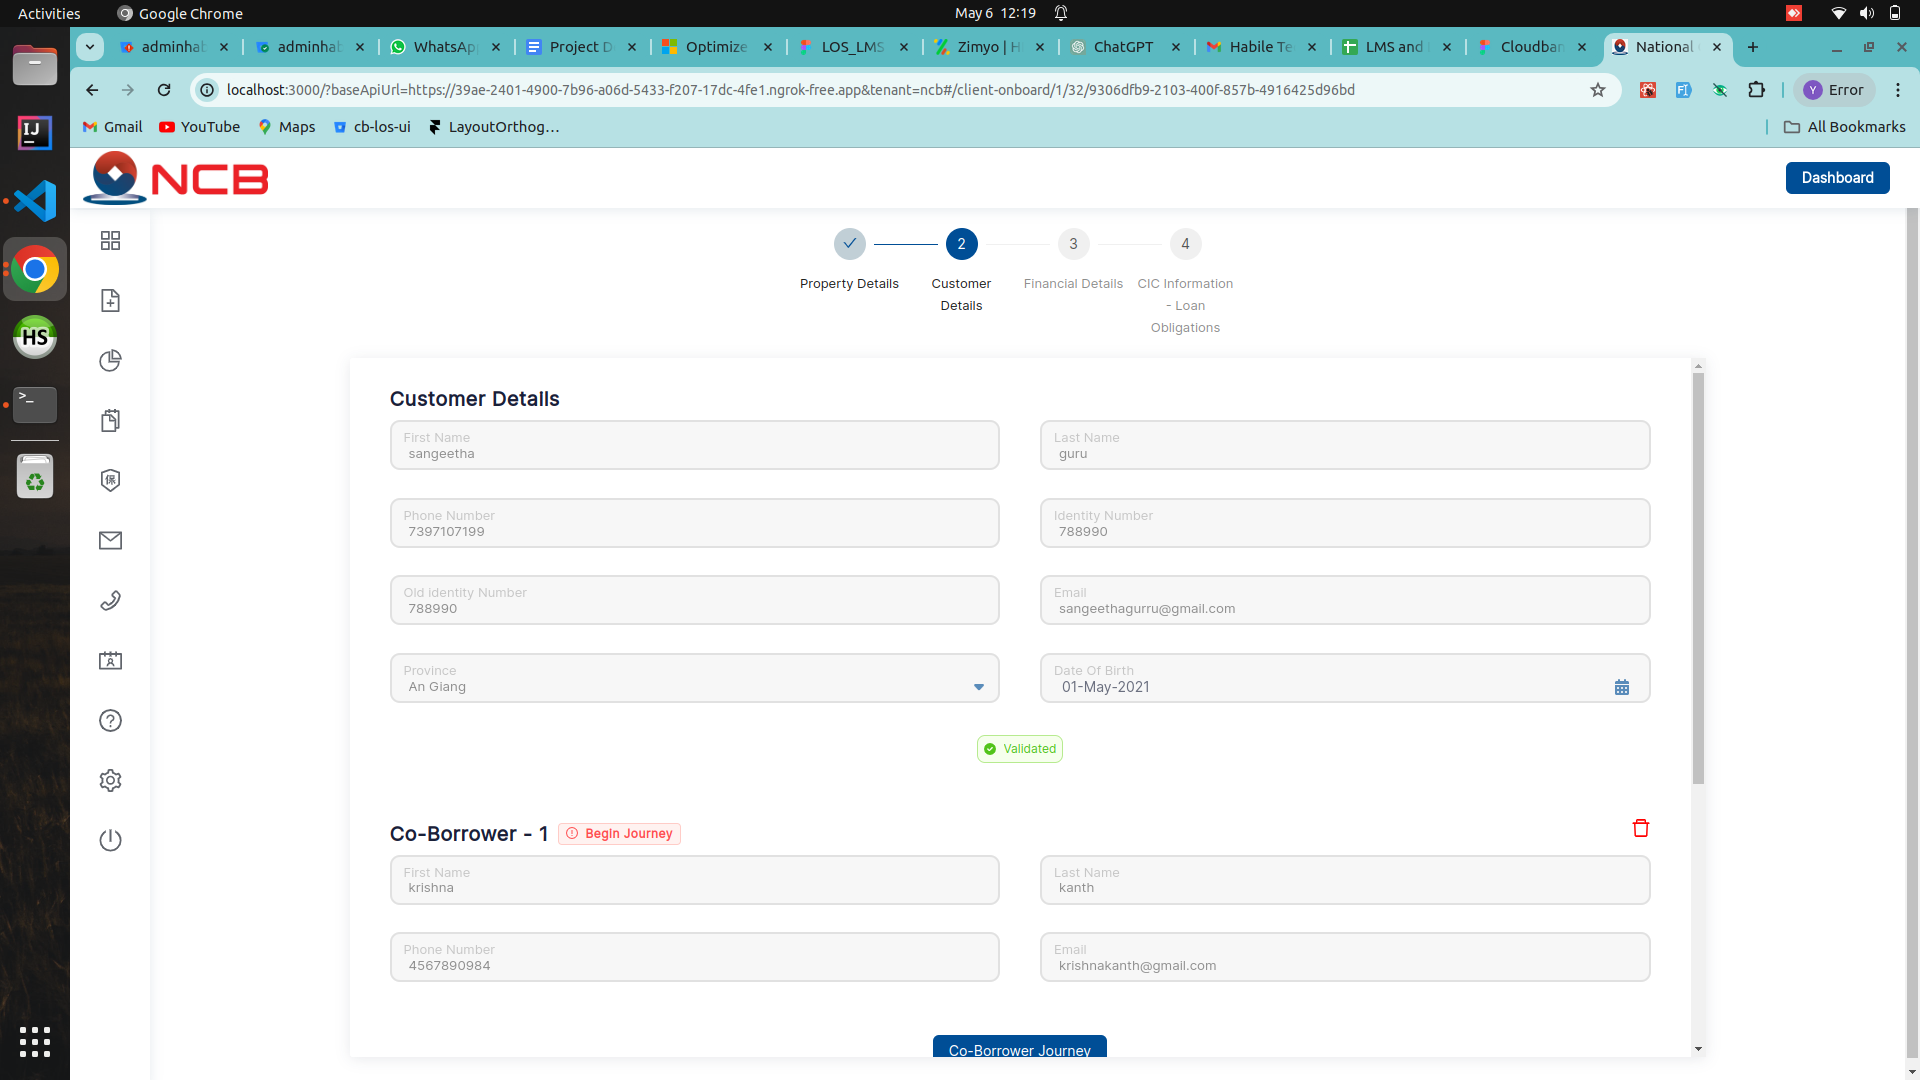 Activities
Google Chrome
May 6 12:19
adminhab
adminhab
WhatsApp
Project D
Optimize
LOS_LMS
Zimyo | H
ChatGPT
Habile Te
LMS and
Cloudban
National
localhost:3000/?baseApiUrl=https://39ae-2401-4900-7b96-a06d-5433-f207-17dc-4fe1.ngrok-free.app&tenant=ncb#/client-onboard/1/32/9306dfb9-2103-400f-857b-4916425d96bd
Y Error
Gmail
YouTube
Maps
cb-los-ui
LayoutOrthog...
All Bookmarks
NCB
Dashboard
2
3
4
Property Details
Customer
Details
Financial Details
CIC Information
- Loan
Obligations
Customer Details
First Name
sangeetha
Last Name
guru
Phone Number
7397107199
Identity Number
788990
Old identity Number
788990
Email
sangeethagurru@gmail.com
Province
An Giang
Date Of Birth
01-May-2021
Validated
Co-Borrower - 1
Begin Journey
First Name
krishna
Last Name
kanth
Phone Number
4567890984
Email
krishnakanth@gmail.com
Co-Borrower Journey
IJ
HS
保